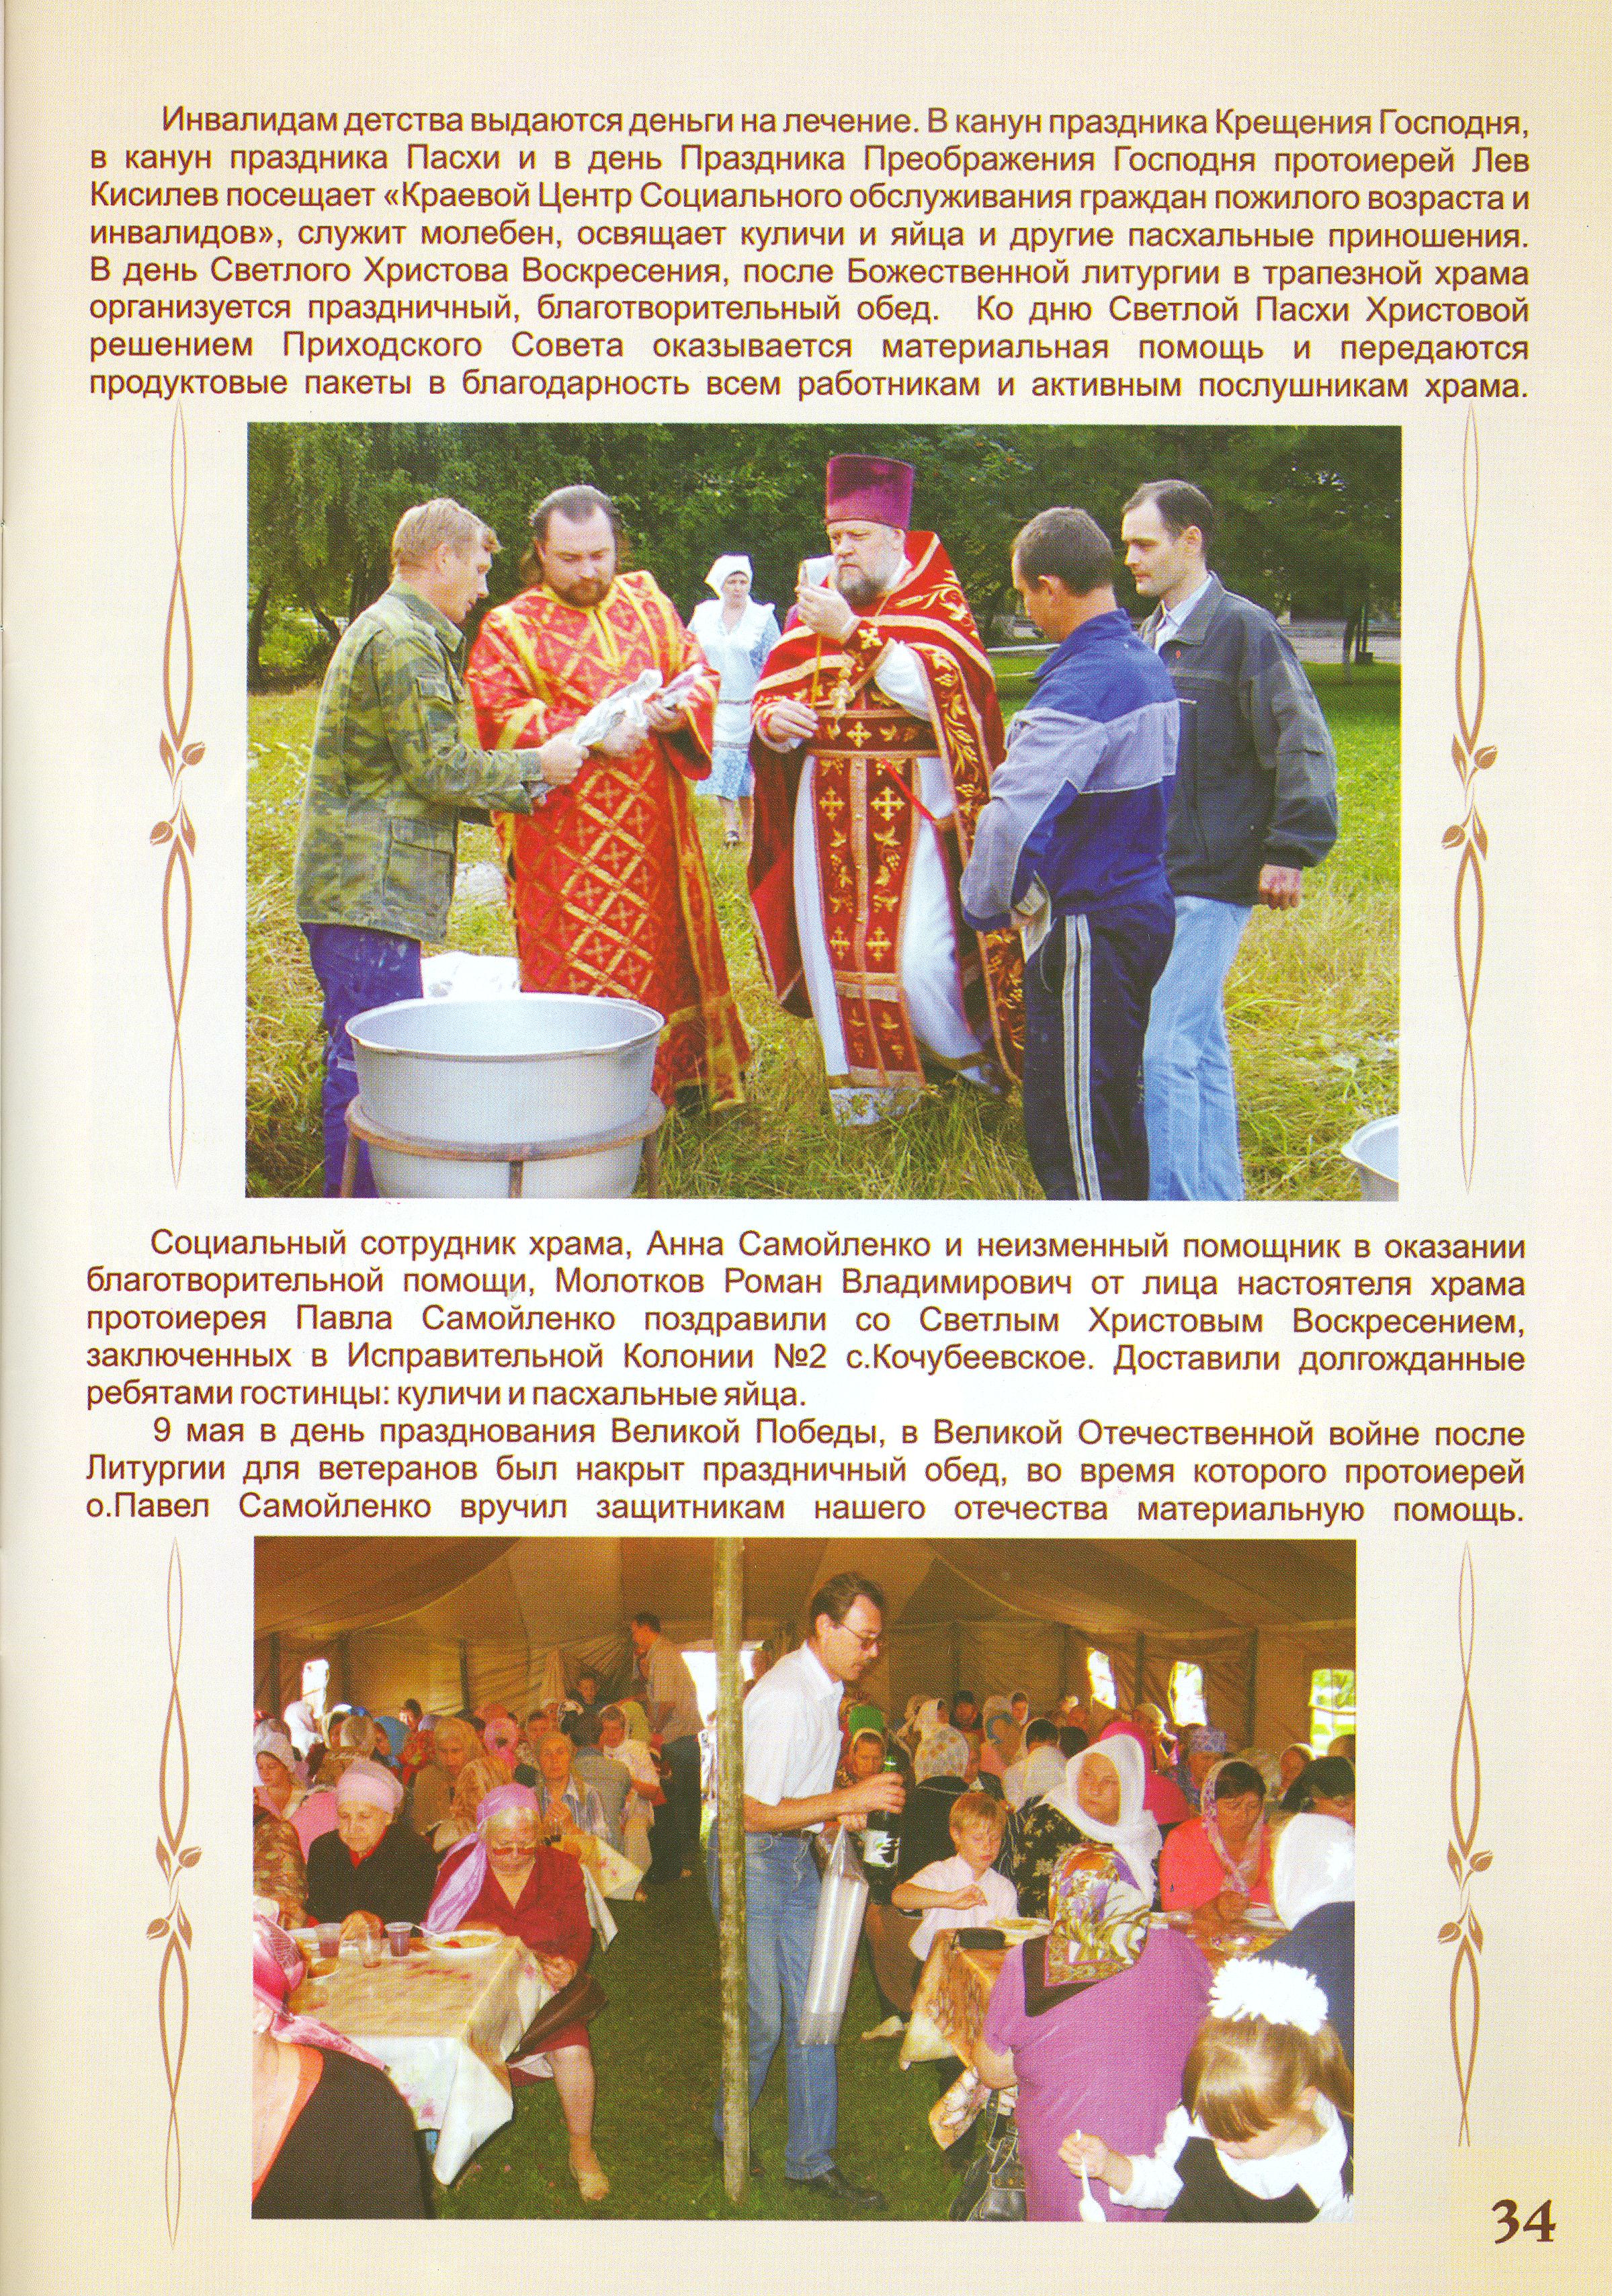 Инвалидам детства выдаются деньги на лечение. В канун праздника Крещения Господня,
в канун праздника Пасхи и в день Праздника Преображения Господня протоиерей Лев
Кисилев посещает «Краевой Центр Социального обслуживания граждан пожилого возраста и
инвалидов», служит молебен, освящает куличи и яйца и другие пасхальные приношения.
В день Светлого Христова Воскресения, после Божественной литургии в трапезной храма
организуется праздничный, благотворительный обед. Ко дню Светлой Пасхи Христовой
решением Приходского Совета оказывается материальная помощь и передаются
продуктовые пакеты в благодарность всем работникам и активным послушникам храма.
Социальный сотрудник храма, Анна Самойленко и неизменный помощник в оказании
благотворительной помощи, Молотков Роман Владимирович от лица настоятеля храма
протоиерея Павла Самойленко поздравили со Светлым Христовым Воскресением,
заключенных в Исправительной Колонии №2 с.Кочубеевское. Доставили долгожданные
ребятами гостинцы: куличи и пасхальные яйца.
9 мая в день празднования Великой Победы, в Великой Отечественной войне после
Литургии для ветеранов был накрыт праздничный обед, во время которого протоиерей
о.Павел Самойленко вручил защитникам нашего отечества материальную помощь.
34